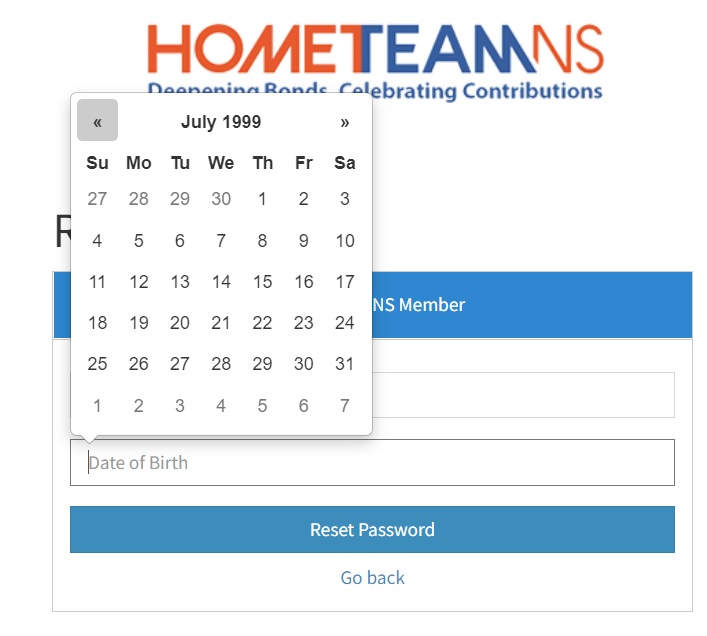 HOMETEAMNS
Deepening Bonds, Celebrating Contributions
« July 1999 »
Su Mo Tu We Th Fr Sa
27 28 29 30 1 2 3
4 5 6 7 8 9 10
11 12 13 14 15 16 17
18 19 20 21 22 23 24
25 26 27 28 29 30 31
1 2 3 4 5 6 7
NS Member
Date of Birth
Reset Password
Go back